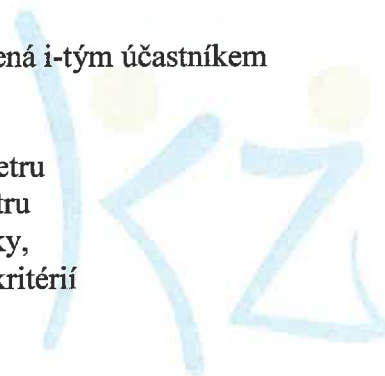 ená i-tým účastníkem
etru
tru
ky,
kritérií